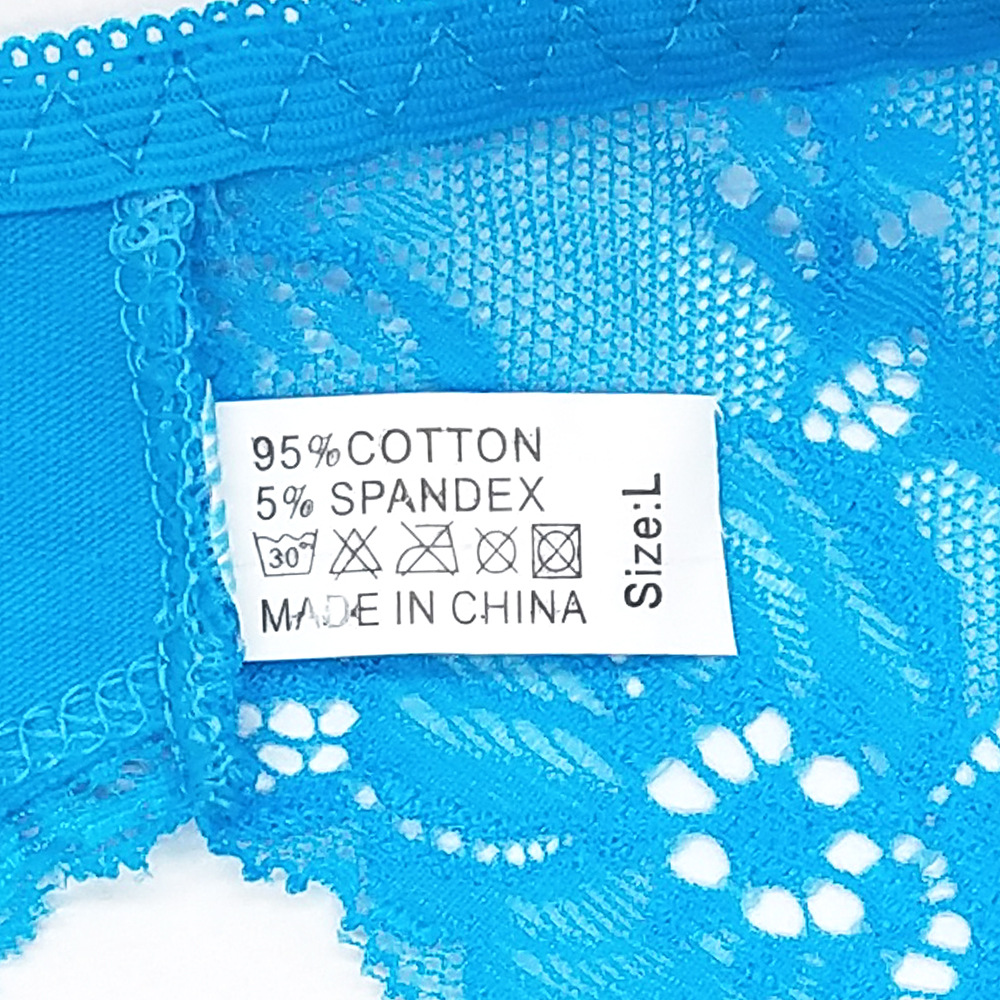 95%COTTON
5% SPANDEX
30°
MADE IN CHINA
Size:L